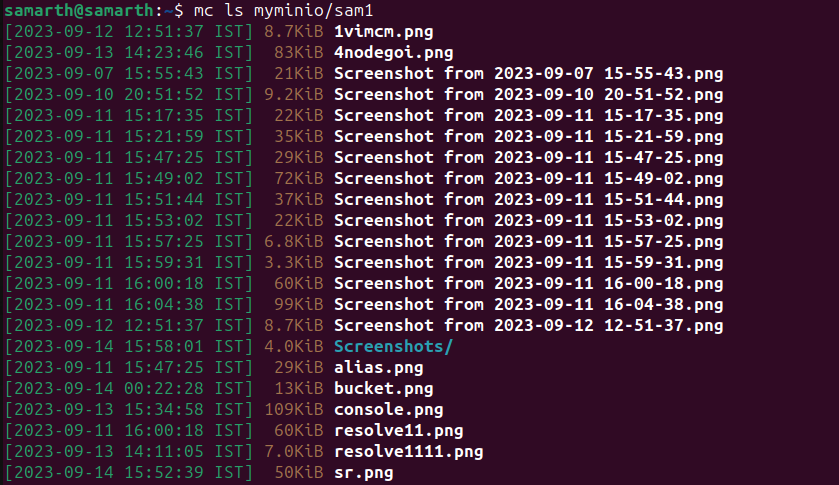 samarth@samarth:~$ mc ls myminio/sam1
[2023-09-12 12:51:37 IST] 8.7KiB 1vimcm.png
[2023-09-13 14:23:46 IST]  83KiB 4nodegoi.png
[2023-09-07 15:55:43 IST]  21KiB Screenshot from 2023-09-07 15-55-43.png
[2023-09-10 20:51:52 IST] 9.2KiB Screenshot from 2023-09-10 20-51-52.png
[2023-09-11 15:17:35 IST]  22KiB Screenshot from 2023-09-11 15-17-35.png
[2023-09-11 15:21:59 IST]  35KiB Screenshot from 2023-09-11 15-21-59.png
[2023-09-11 15:47:25 IST]  29KiB Screenshot from 2023-09-11 15-47-25.png
[2023-09-11 15:49:02 IST]  72KiB Screenshot from 2023-09-11 15-49-02.png
[2023-09-11 15:51:44 IST]  37KiB Screenshot from 2023-09-11 15-51-44.png
[2023-09-11 15:53:02 IST]  22KiB Screenshot from 2023-09-11 15-53-02.png
[2023-09-11 15:57:25 IST] 6.8KiB Screenshot from 2023-09-11 15-57-25.png
[2023-09-11 15:59:31 IST] 3.3KiB Screenshot from 2023-09-11 15-59-31.png
[2023-09-11 16:00:18 IST]  60KiB Screenshot from 2023-09-11 16-00-18.png
[2023-09-11 16:04:38 IST]  99KiB Screenshot from 2023-09-11 16-04-38.png
[2023-09-12 12:51:37 IST] 8.7KiB Screenshot from 2023-09-12 12-51-37.png
[2023-09-14 15:58:01 IST] 4.0KiB Screenshots/
[2023-09-11 15:47:25 IST]  29KiB alias.png
[2023-09-14 00:22:28 IST]  13KiB bucket.png
[2023-09-13 15:34:58 IST] 109KiB console.png
[2023-09-11 16:00:18 IST]  60KiB resolve11.png
[2023-09-13 14:11:05 IST] 7.0KiB resolve1111.png
[2023-09-14 15:52:39 IST]  50KiB sr.png